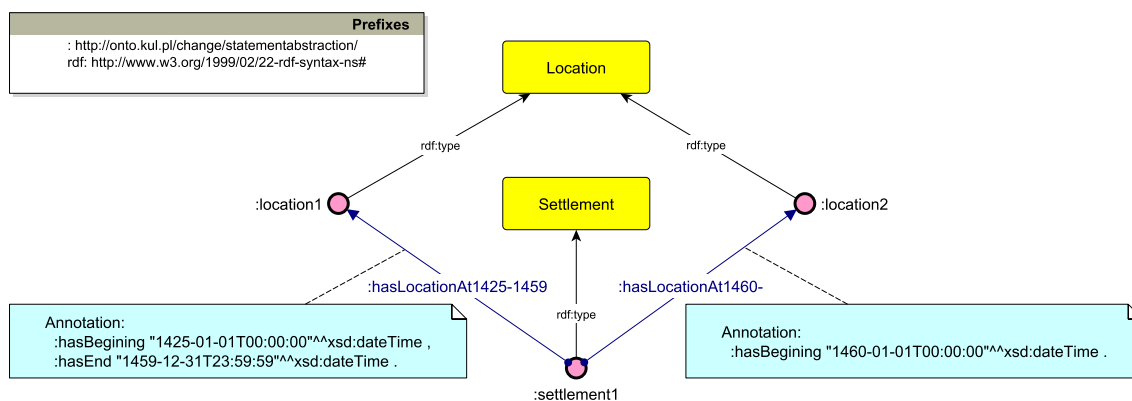 Prefixes
: http://onto.kul.pl/change/statementabstraction/
rdf: http://www.w3.org/1999/02/22-rdf-syntax-ns#
Location
rdf:type
rdf:type
:location1
Settlement
:location2
:hasLocationAt1425-1459
:hasLocationAt1460-
rdf:type
Annotation:
:hasBegining "1425-01-01T00:00:00"^^xsd:dateTime ,
:hasEnd "1459-12-31T23:59:59"^^xsd:dateTime .
Annotation:
:hasBegining "1460-01-01T00:00:00"^^xsd:dateTime .
:settlement1